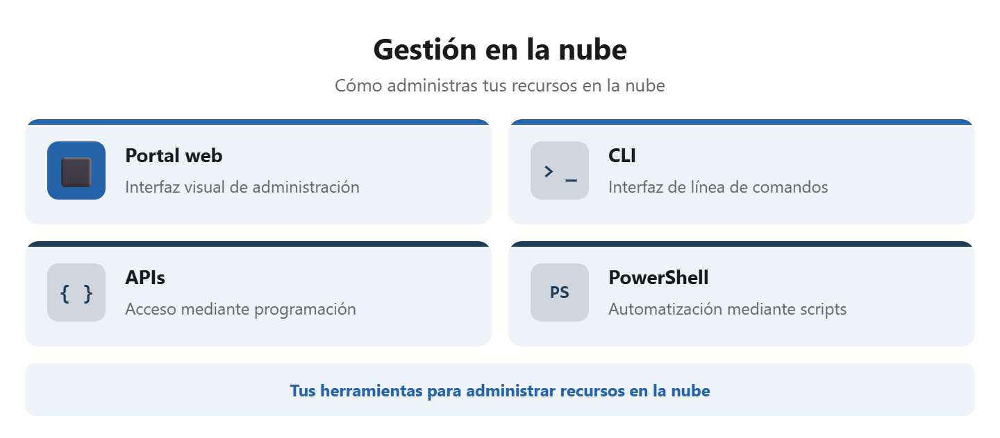 Gestión en la nube
Cómo administras tus recursos en la nube
Portal web
Interfaz visual de administración
> _
CLI
Interfaz de línea de comandos
{ }
APIs
Acceso mediante programación
PS
PowerShell
Automatización mediante scripts
Tus herramientas para administrar recursos en la nube